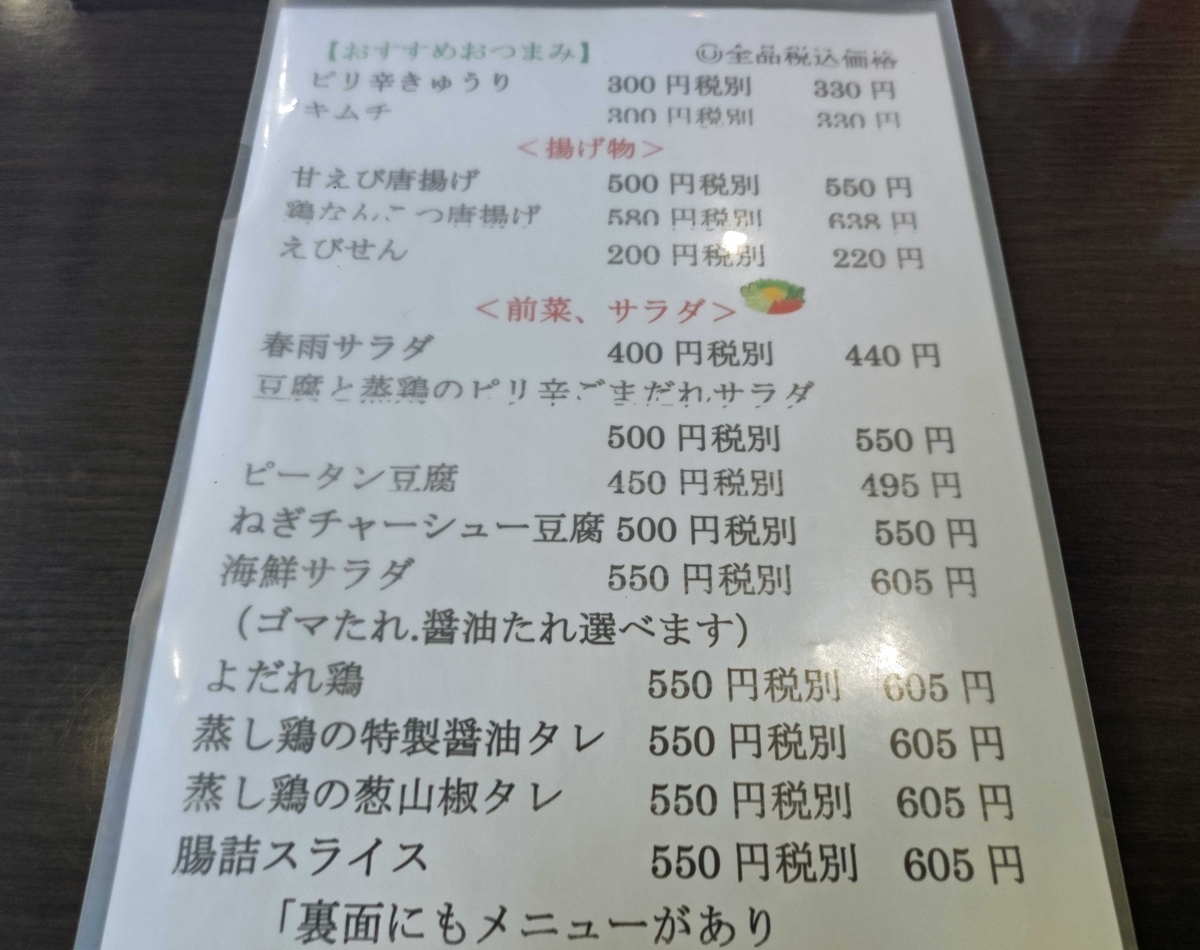 【おすすめおつまみ】 ◎全品税込価格
ピリ辛きゅうり 300円税別 330円
キムチ 300円税別 330円
＜揚げ物＞
甘えび唐揚げ 500円税別 550円
鶏なんこつ唐揚げ 580円税別 638円
えびせん 200円税別 220円
＜前菜、サラダ＞
春雨サラダ 400円税別 440円
豆腐と蒸鶏のピリ辛ごまだれサラダ
500円税別 550円
ピータン豆腐 450円税別 495円
ねぎチャーシュー豆腐 500円税別 550円
海鮮サラダ 550円税別 605円
（ゴマたれ.醤油たれ選べます）
よだれ鶏 550円税別 605円
蒸し鶏の特製醤油タレ 550円税別 605円
蒸し鶏の葱山椒タレ 550円税別 605円
腸詰スライス 550円税別 605円
「裏面にもメニューがあり